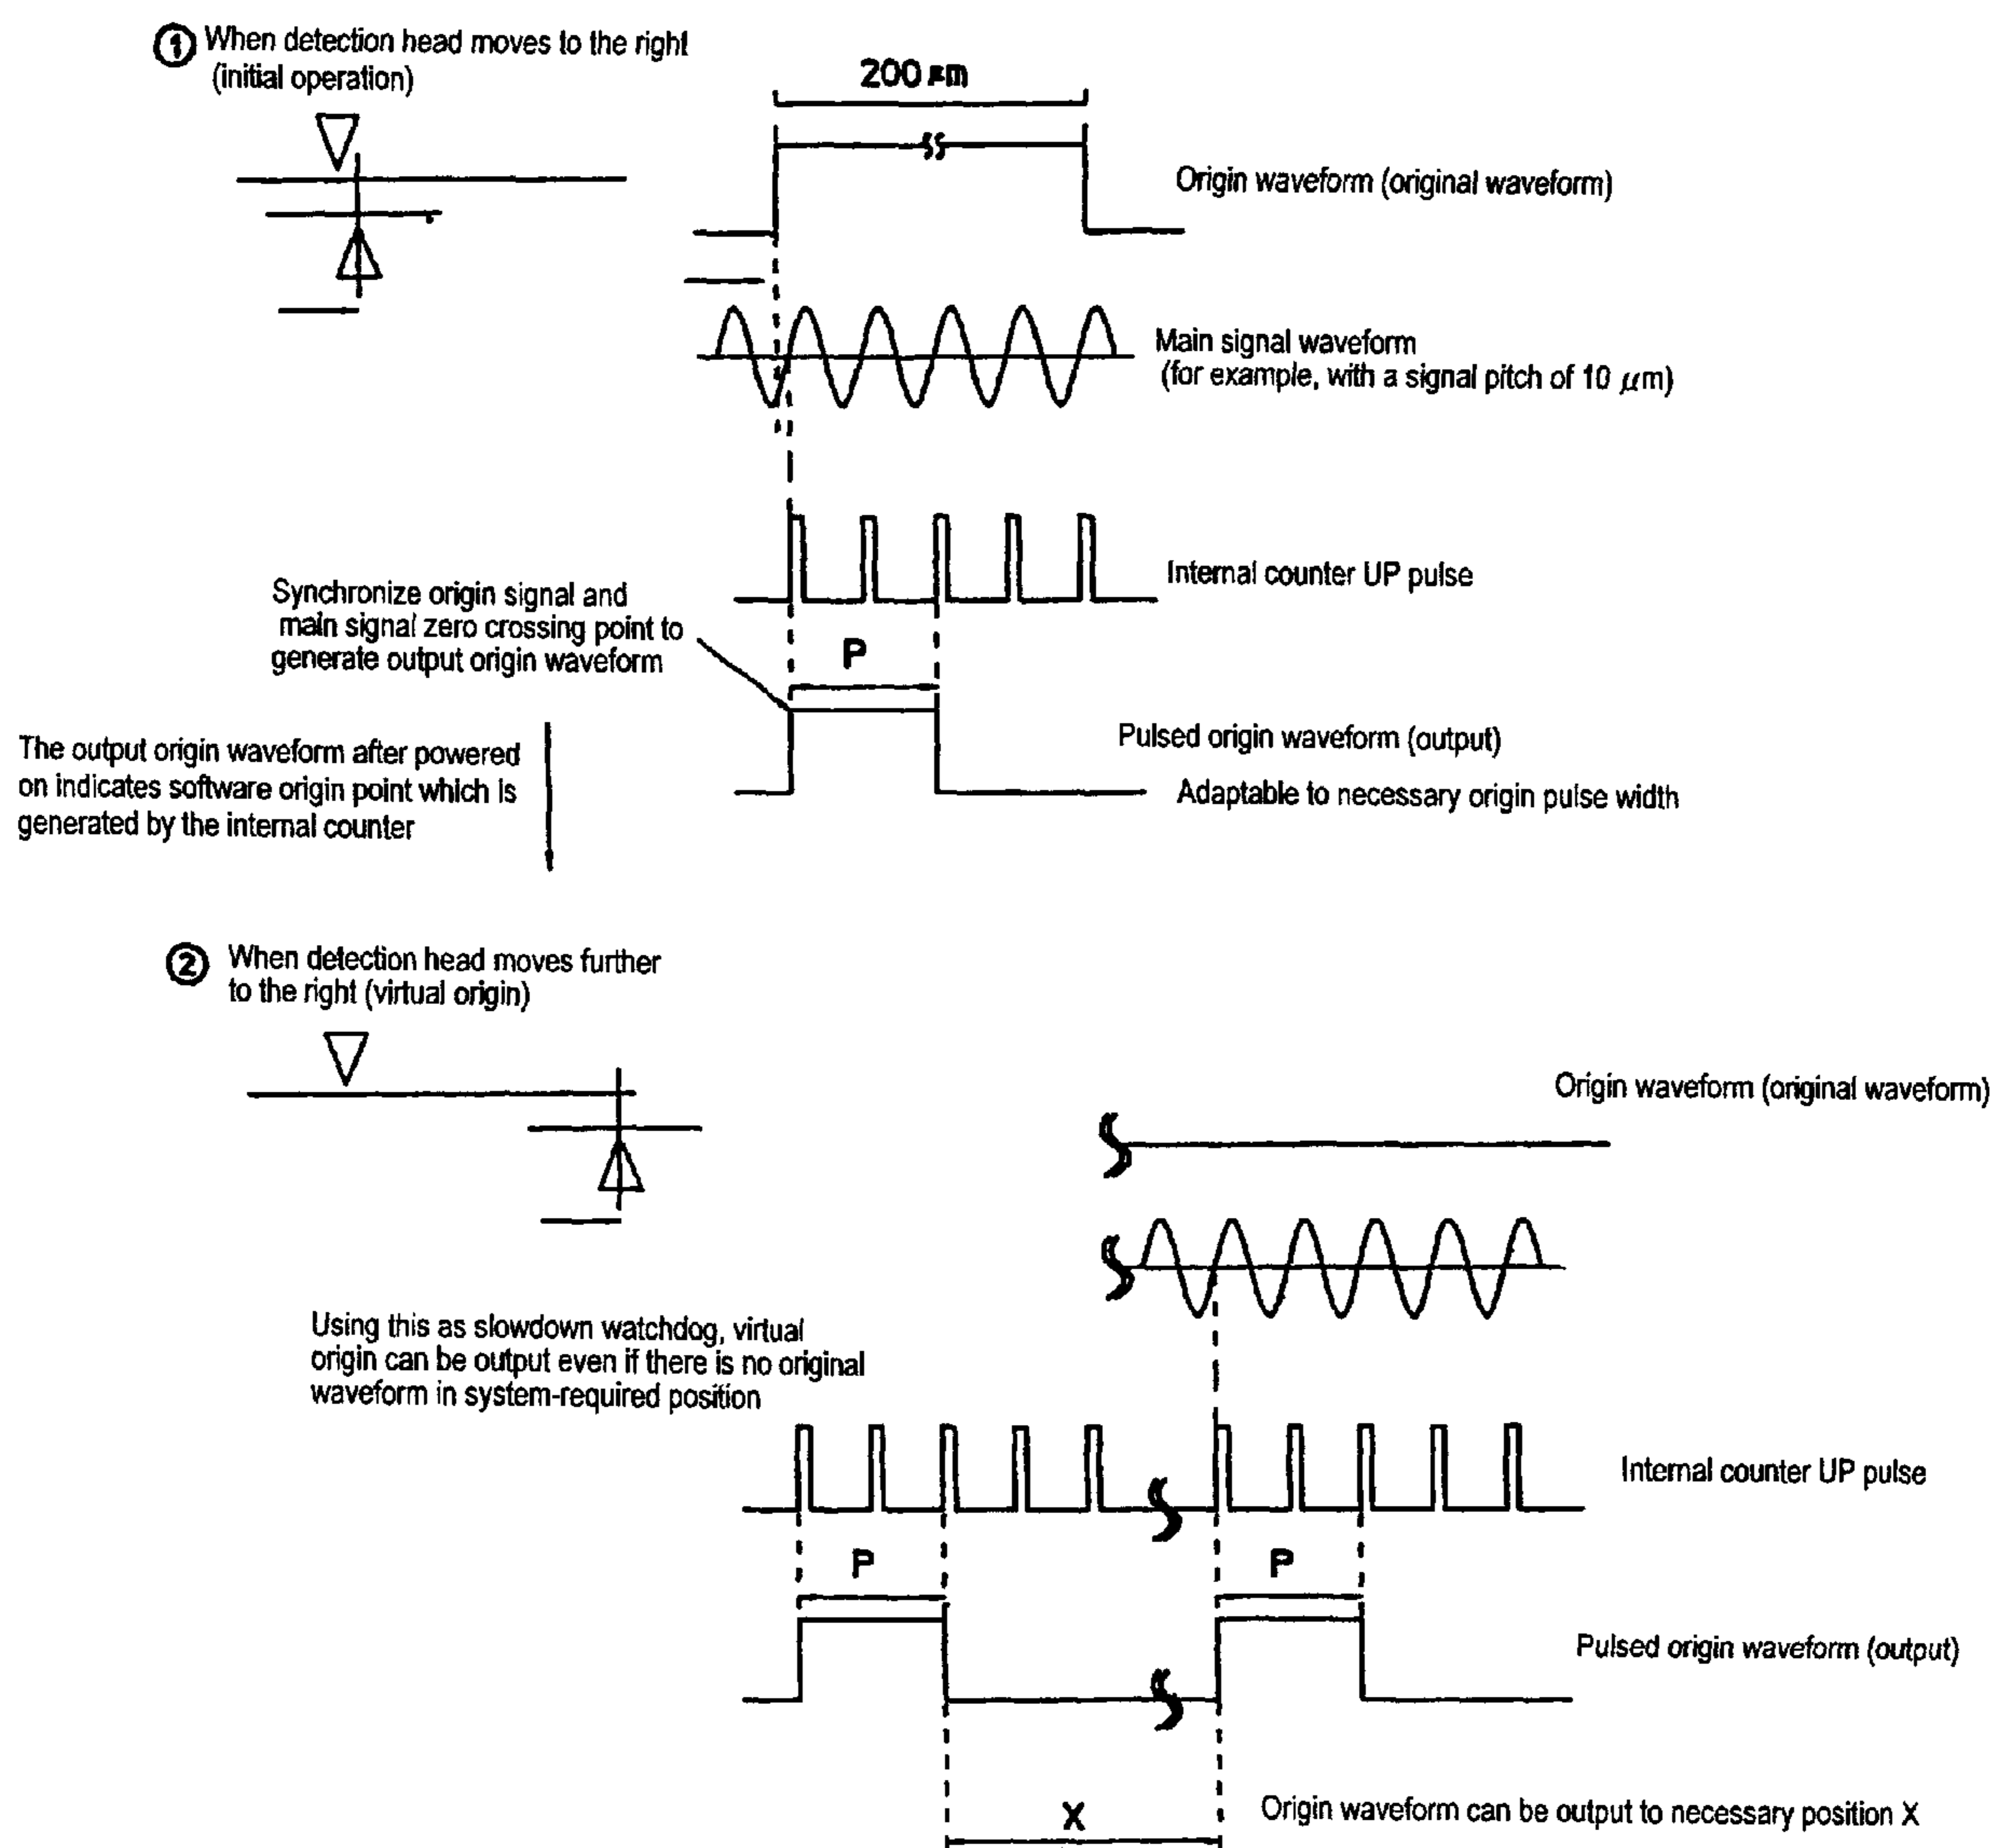 ① When detection head moves to the right
(initial operation)
200 μm
Origin waveform (original waveform)
Main signal waveform
(for example, with a signal pitch of 10 μm)
Internal counter UP pulse
Synchronize origin signal and
main signal zero crossing point to
generate output origin waveform
P
Pulsed origin waveform (output)
Adaptable to necessary origin pulse width
The output origin waveform after powered
on indicates software origin point which is
generated by the internal counter
② When detection head moves further
to the right (virtual origin)
Origin waveform (original waveform)
Using this as slowdown watchdog, virtual
origin can be output even if there is no original
waveform in system-required position
Internal counter UP pulse
P
P
Pulsed origin waveform (output)
X
Origin waveform can be output to necessary position X